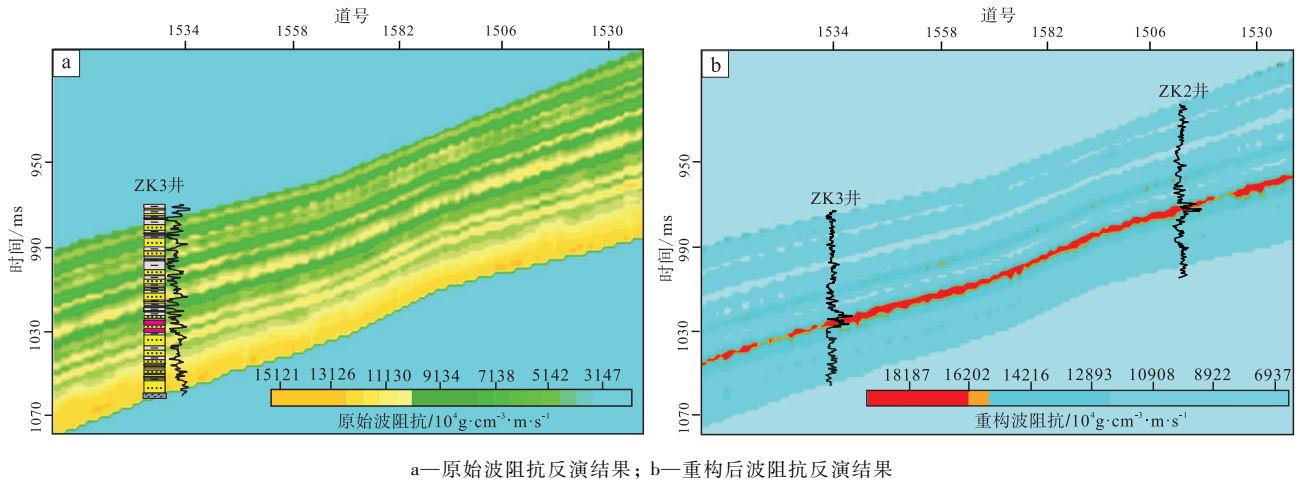 道号
1534 1558 1582 1506 1530
a
950
990
1030
1070
时间/ms
ZK3井
15121 13126 11130 9134 7138 5142 3147
原始波阻抗/10⁴g·cm⁻³·m·s⁻¹
道号
1534 1558 1582 1506 1530
b
950
990
1030
1070
时间/ms
ZK2井
ZK3井
18187 16202 14216 12893 10908 8922 6937
重构波阻抗/10⁴g·cm⁻³·m·s⁻¹
a—原始波阻抗反演结果；b—重构后波阻抗反演结果